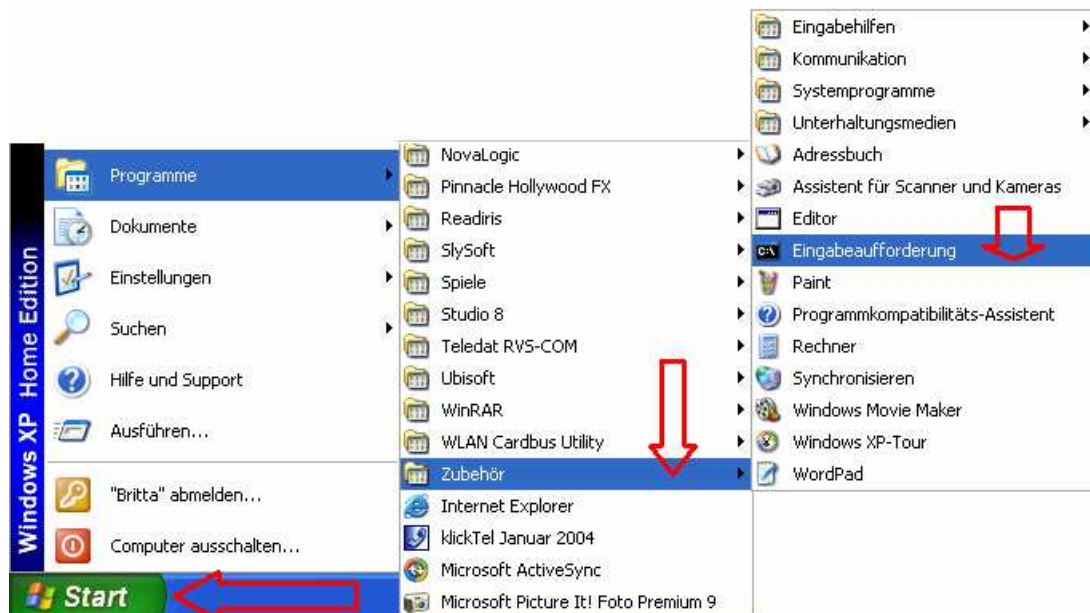 Windows XP Home Edition
Programme
Dokumente
Einstellungen
Suchen
Hilfe und Support
Ausführen...
"Britta" abmelden...
Computer ausschalten...
Start
NovaLogic
Pinnacle Hollywood FX
Readiris
SlySoft
Spiele
Studio 8
Teledat RVS-COM
Ubisoft
WinRAR
WLAN Cardbus Utility
Zubehör
Internet Explorer
klickTel Januar 2004
Microsoft ActiveSync
Microsoft Picture It! Foto Premium 9
Eingabehilfen
Kommunikation
Systemprogramme
Unterhaltungsmedien
Adressbuch
Assistent für Scanner und Kameras
Editor
C:\ Eingabeaufforderung
Paint
Programmkompatibilitäts-Assistent
Rechner
Synchronisieren
Windows Movie Maker
Windows XP-Tour
WordPad